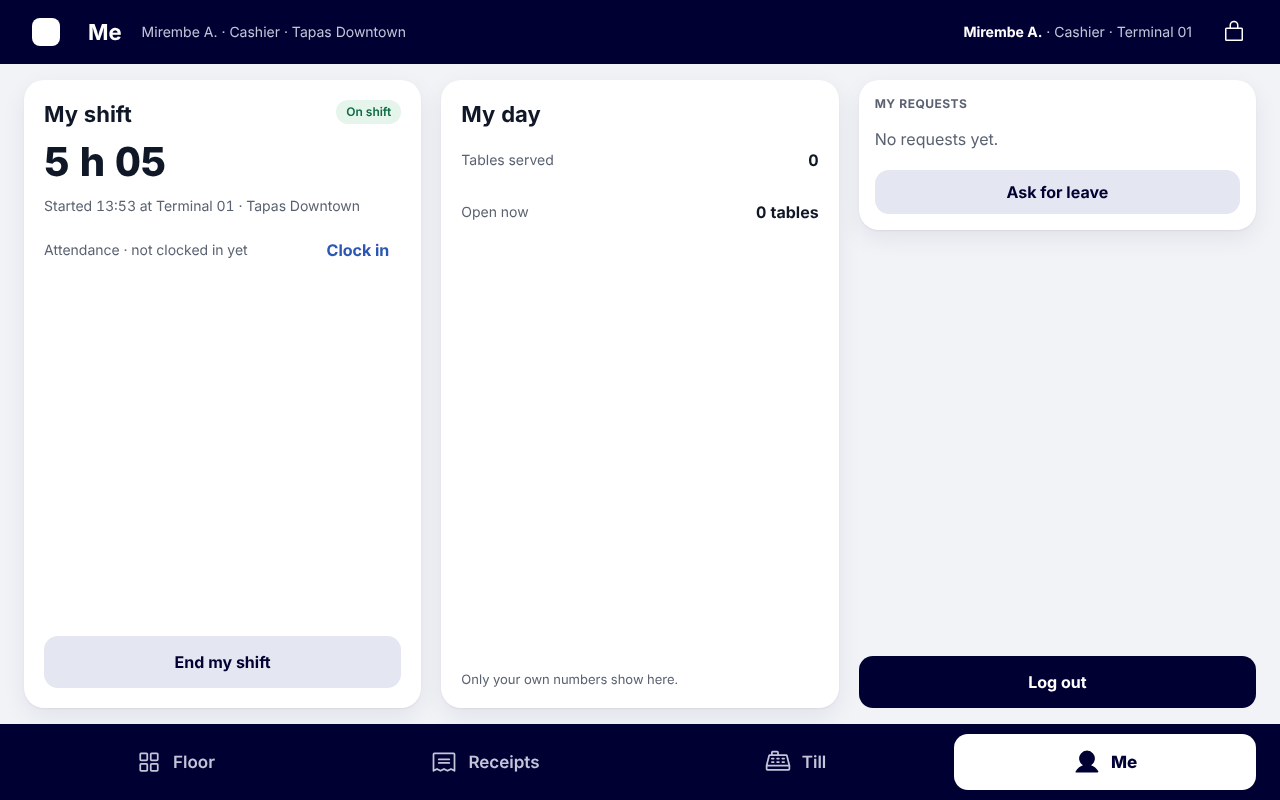 Me
Mirembe A. · Cashier · Tapas Downtown
Mirembe A. · Cashier · Terminal 01
My shift
On shift
5 h 05
Started 13:53 at Terminal 01 · Tapas Downtown
Attendance · not clocked in yet
Clock in
End my shift
My day
Tables served
0
Open now
0 tables
Only your own numbers show here.
MY REQUESTS
No requests yet.
Ask for leave
Log out
Floor
Receipts
Till
Me